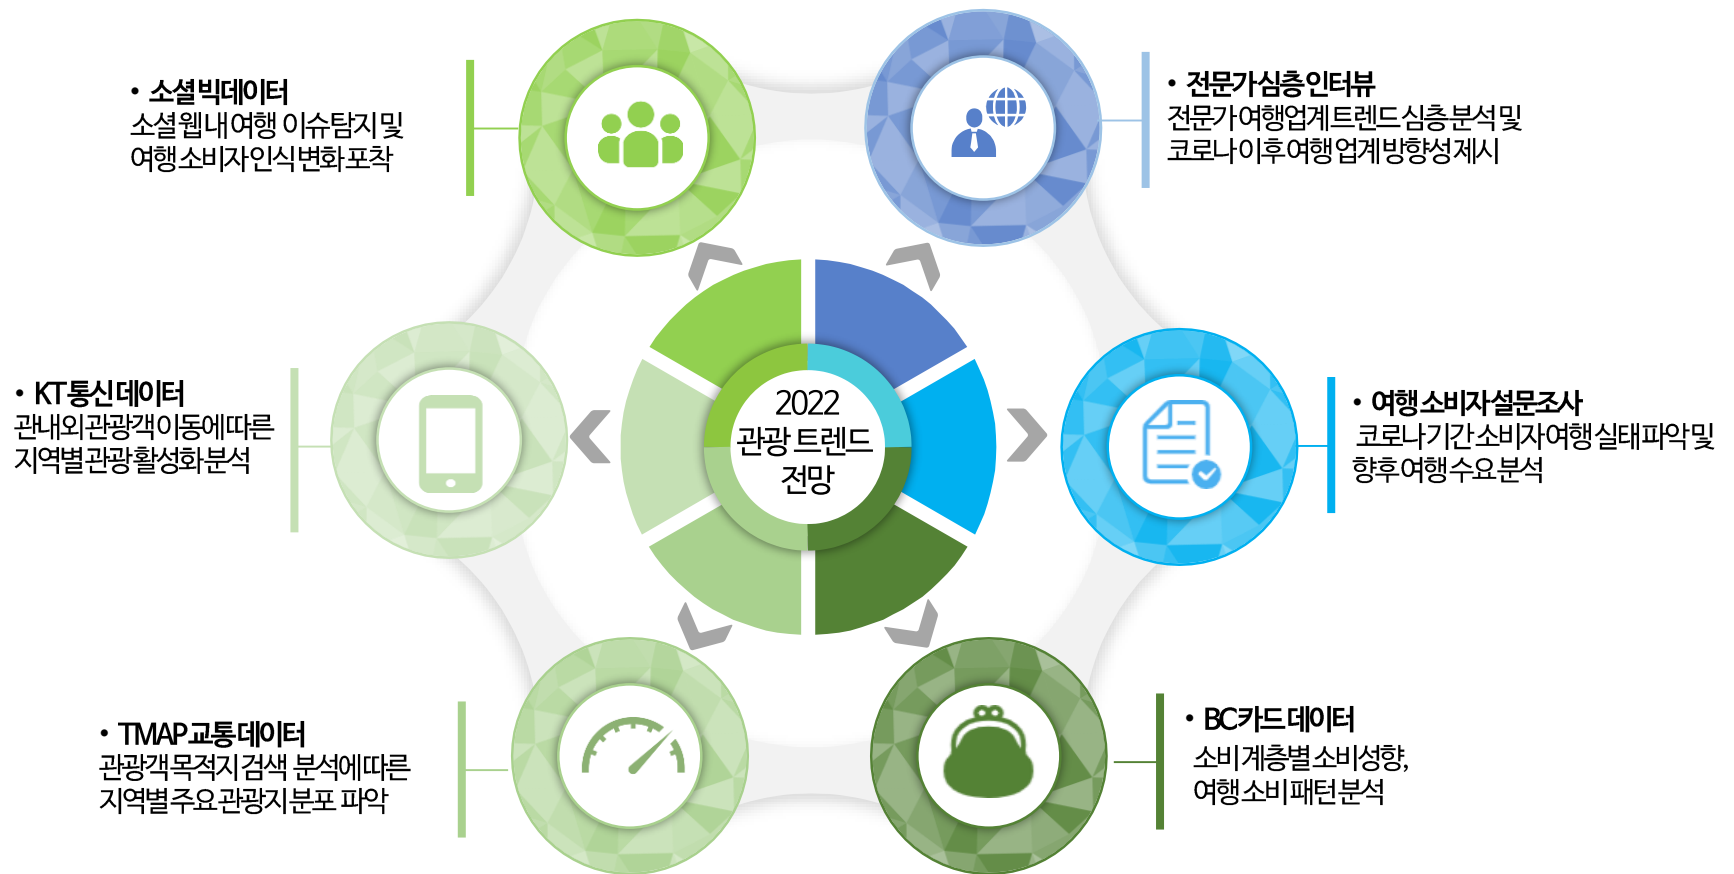 • 소셜 빅데이터
소셜 웹 내 여행 이슈 탐지 및
여행 소비자 인식 변화 포착
• 전문가 심층 인터뷰
전문가 여행업계 트렌드 심층 분석 및
코로나 이후 여행 업계 방향성 제시
• KT 통신 데이터
관내외 관광객 이동에 따른
지역별 관광 활성화 분석
2022
관광 트렌드
전망
• 여행 소비자 설문조사
코로나 기간 소비자 여행 실태 파악 및
향후 여행 수요 분석
• TMAP 교통 데이터
관광객 목적지 검색 분석에 따른
지역별 주요 관광지 분포 파악
• BC카드 데이터
소비 계층별 소비성향,
여행 소비 패턴 분석